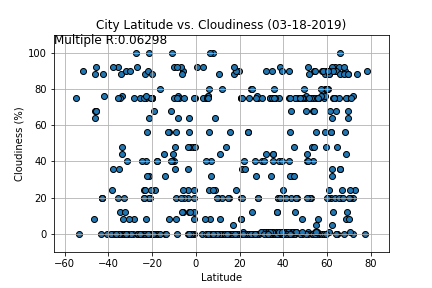 City Latitude vs. Cloudiness (03-18-2019)
Multiple R:0.06298
100
80
60
40
20
0
Cloudiness (%)
−60 −40 −20 0 20 40 60 80
Latitude